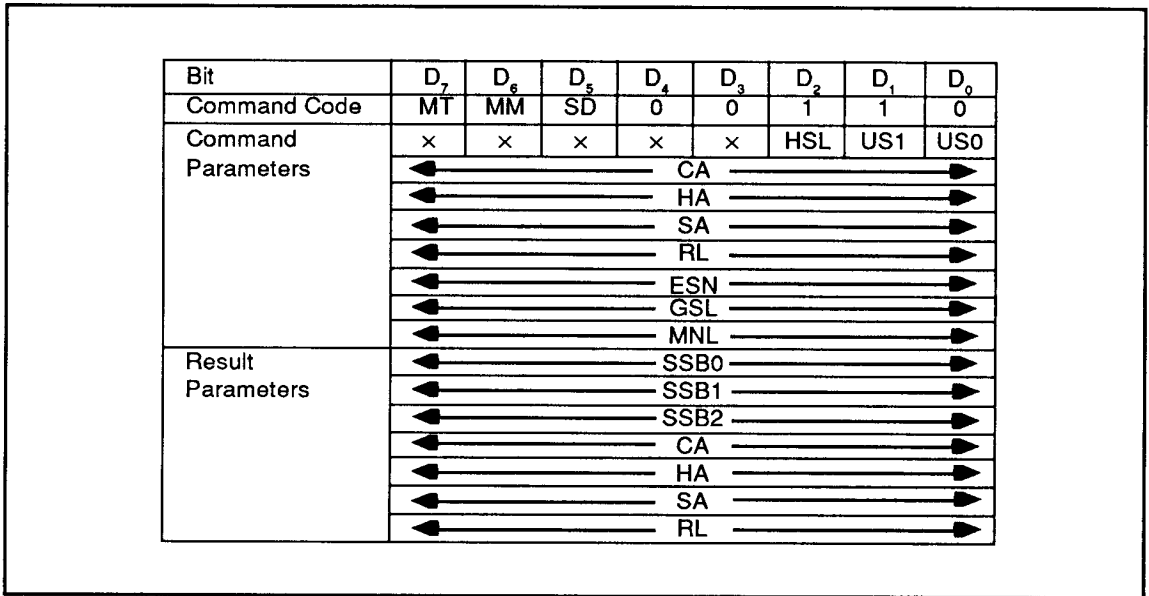 Bit D7 D6 D5 D4 D3 D2 D1 D0
Command Code MT MM SD 0 0 1 1 0
Command × × × × × HSL US1 US0
Parameters CA
HA
SA
RL
ESN
GSL
MNL
Result SSB0
Parameters SSB1
SSB2
CA
HA
SA
RL